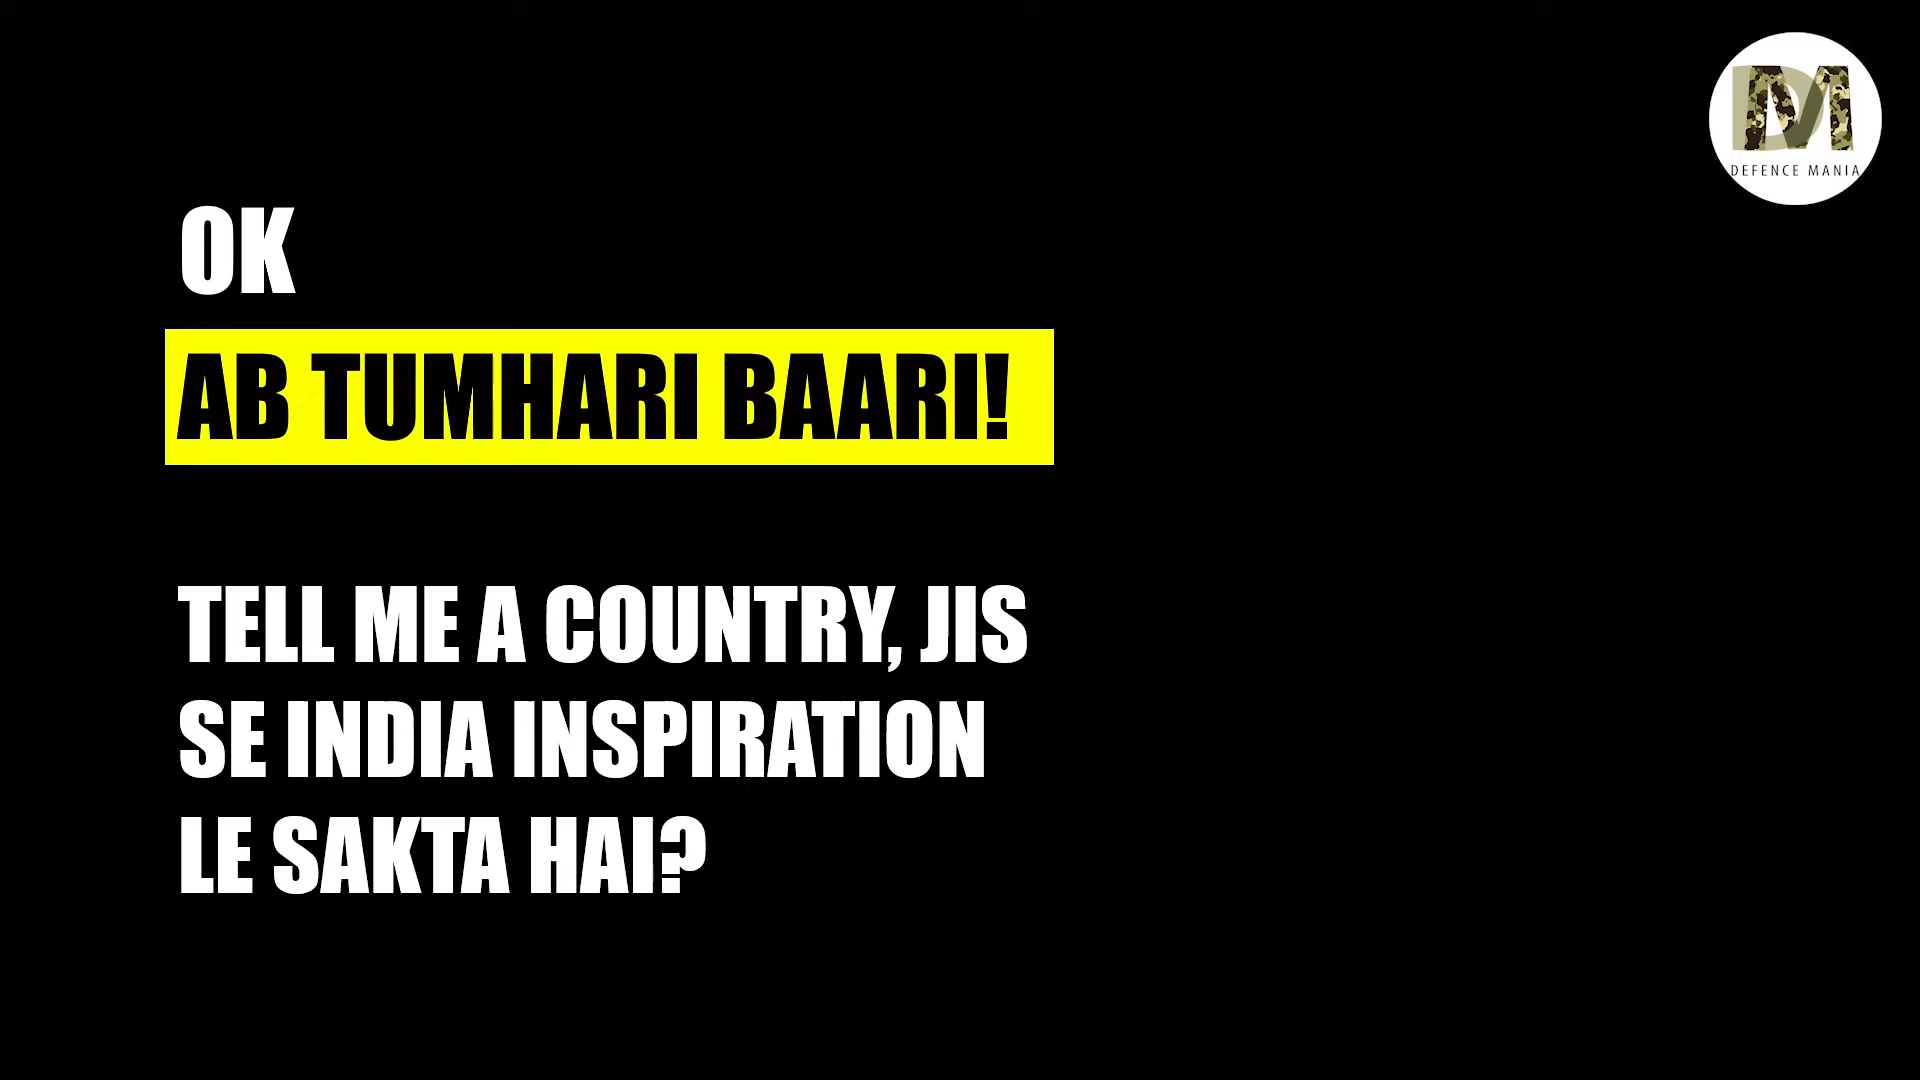 DM
DEFENCE MANIA
OK
AB TUMHARI BAARI!
TELL ME A COUNTRY, JIS
SE INDIA INSPIRATION
LE SAKTA HAI?